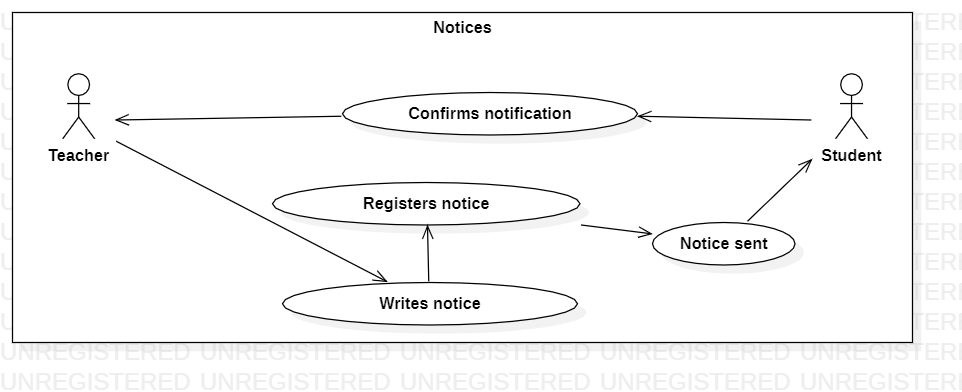 Notices
Confirms notification
Teacher
Student
Registers notice
Notice sent
Writes notice
UNREGISTERED UNREGISTERED UNREGISTERED UNREGISTERED UNREGISTERED
UNREGISTERED UNREGISTERED UNREGISTERED UNREGISTERED UNREGISTERED